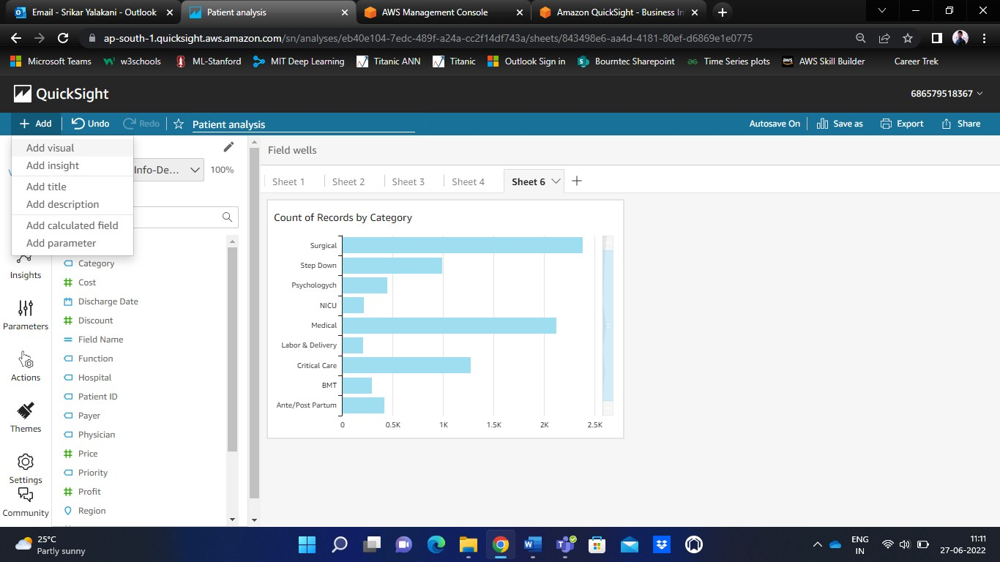 Email - Srikar Yalakani - Outlook
Patient analysis
AWS Management Console
Amazon QuickSight - Business In
ap-south-1.quicksight.aws.amazon.com/sn/analyses/eb40e104-7edc-489f-a24a-cc2f14df743a/sheets/843498e6-aa4d-4181-80ef-d6869e1e0775
Microsoft Teams
w3schools
ML-Stanford
MIT Deep Learning
Titanic ANN
Titanic
Outlook Sign in
Bourntec Sharepoint
Time Series plots
AWS Skill Builder
Career Trek
QuickSight
686579518367
Add
Undo
Redo
Patient analysis
Autosave On
Save as
Export
Share
Add visual
Add insight
Add title
Add description
Add calculated field
Add parameter
Info-De...
100%
Insights
Parameters
Actions
Themes
Settings
Community
Category
Cost
Discharge Date
Discount
Field Name
Function
Hospital
Patient ID
Payer
Physician
Price
Priority
Profit
Region
Field wells
Sheet 1
Sheet 2
Sheet 3
Sheet 4
Sheet 6
Count of Records by Category
Surgical
Step Down
Psychologych
NICU
Medical
Labor & Delivery
Critical Care
BMT
Ante/Post Partum
0
0.5K
1K
1.5K
2K
2.5K
25°C
Partly sunny
ENG
IN
11:11
27-06-2022